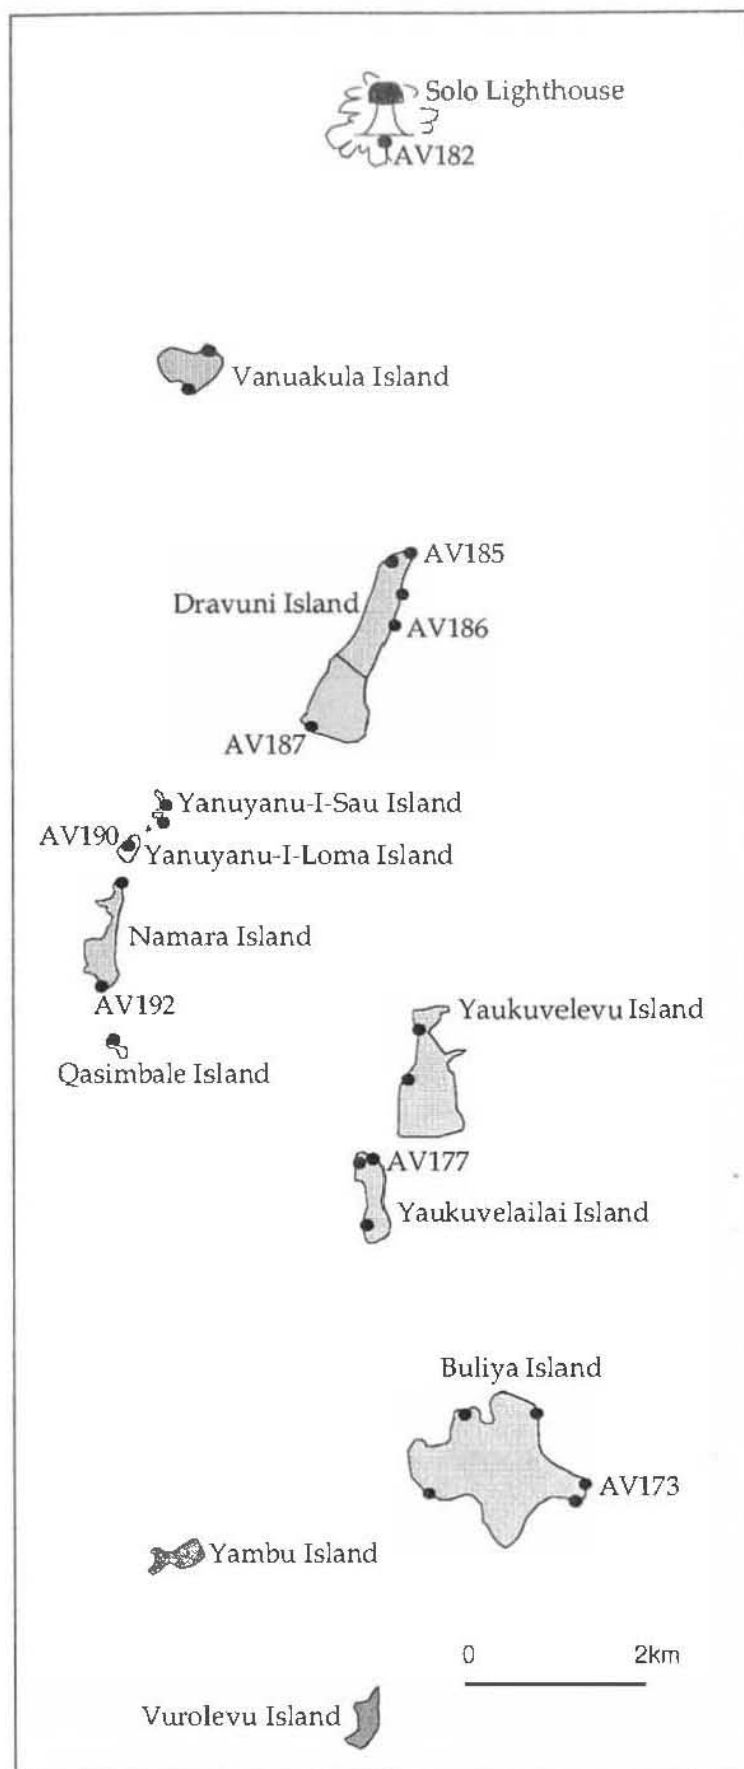 Solo Lighthouse
AV182
Vanuakula Island
AV185
Dravuni Island
AV186
AV187
Yanuyanu-I-Sau Island
AV190
Yanuyanu-I-Loma Island
Namara Island
AV192
Yaukuvelevu Island
Qasimbale Island
AV177
Yaukuvelailai Island
Buliya Island
AV173
Yambu Island
0 2km
Vurolevu Island